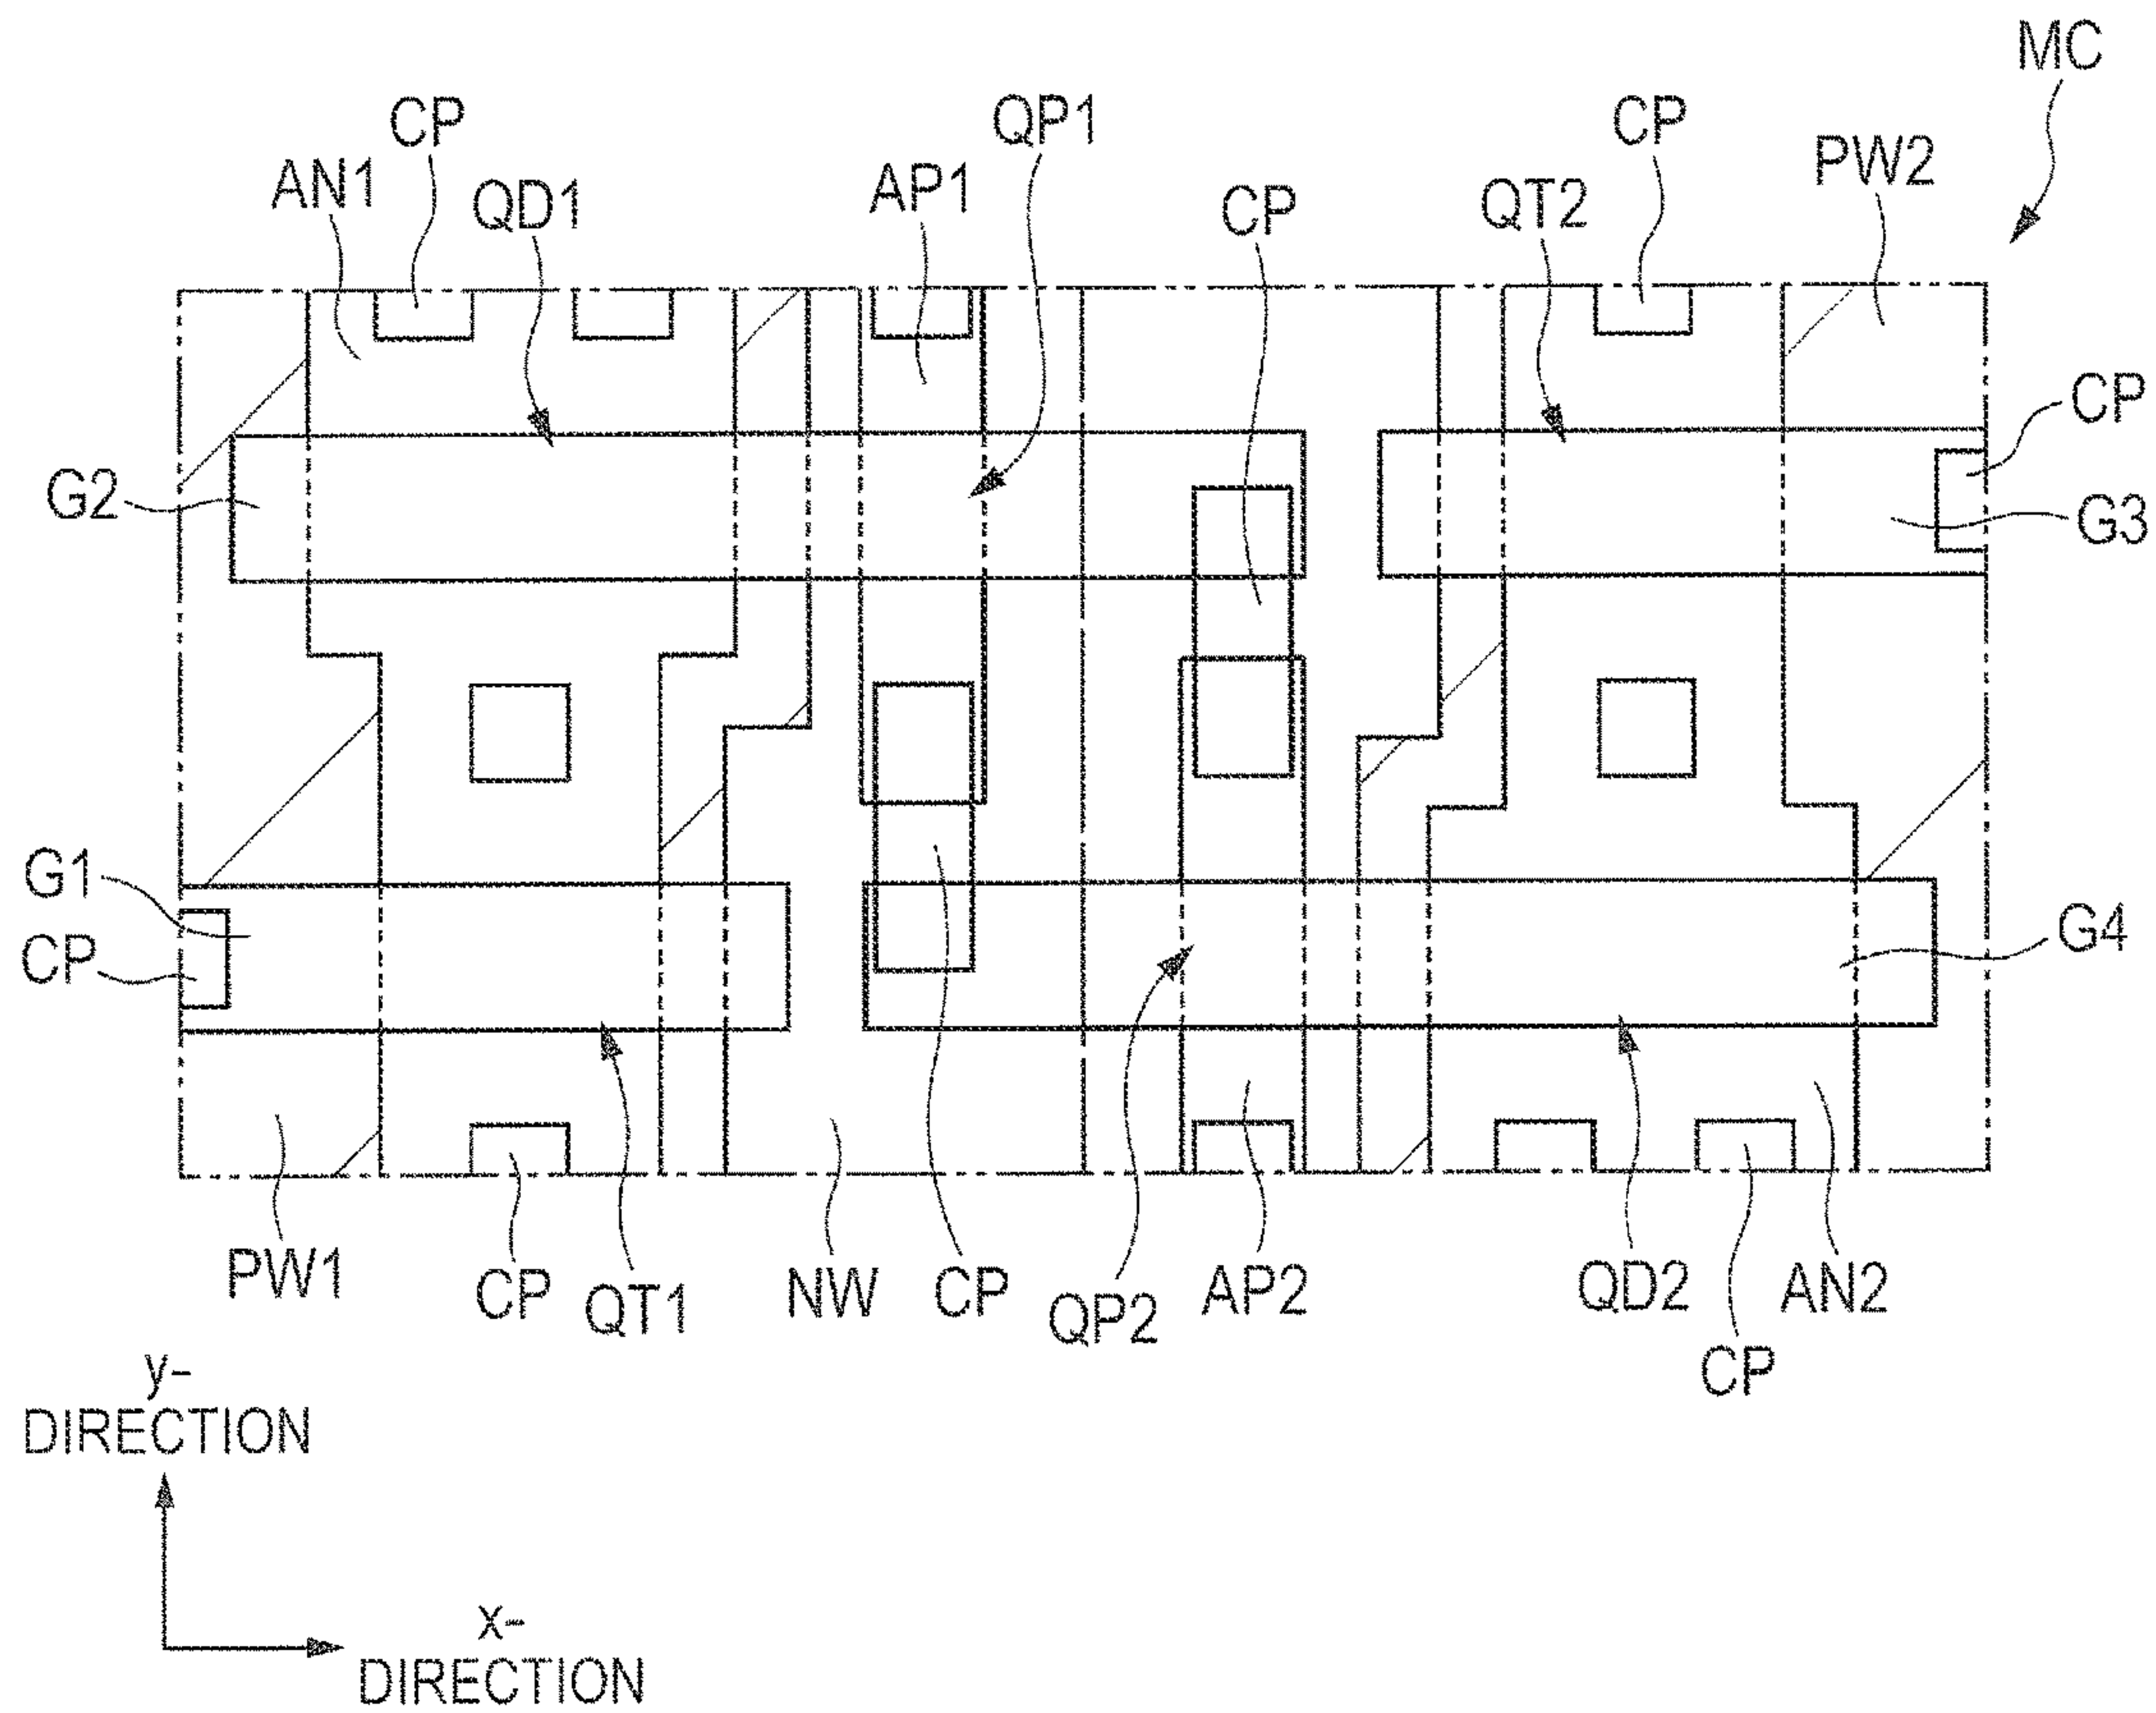 MC
CP
QP1
CP
AN1
QD1
AP1
CP
QT2
PW2
CP
G2
G3
G1
CP
G4
PW1
CP
QT1
NW
CP
QP2
AP2
QD2
AN2
CP
y-
DIRECTION
x-
DIRECTION